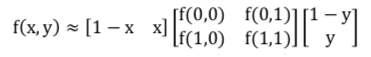 f(x,y) ≈ [1 − x   x] [f(0,0)   f(0,1)] [1 − y]
[f(1,0)   f(1,1)] [y]